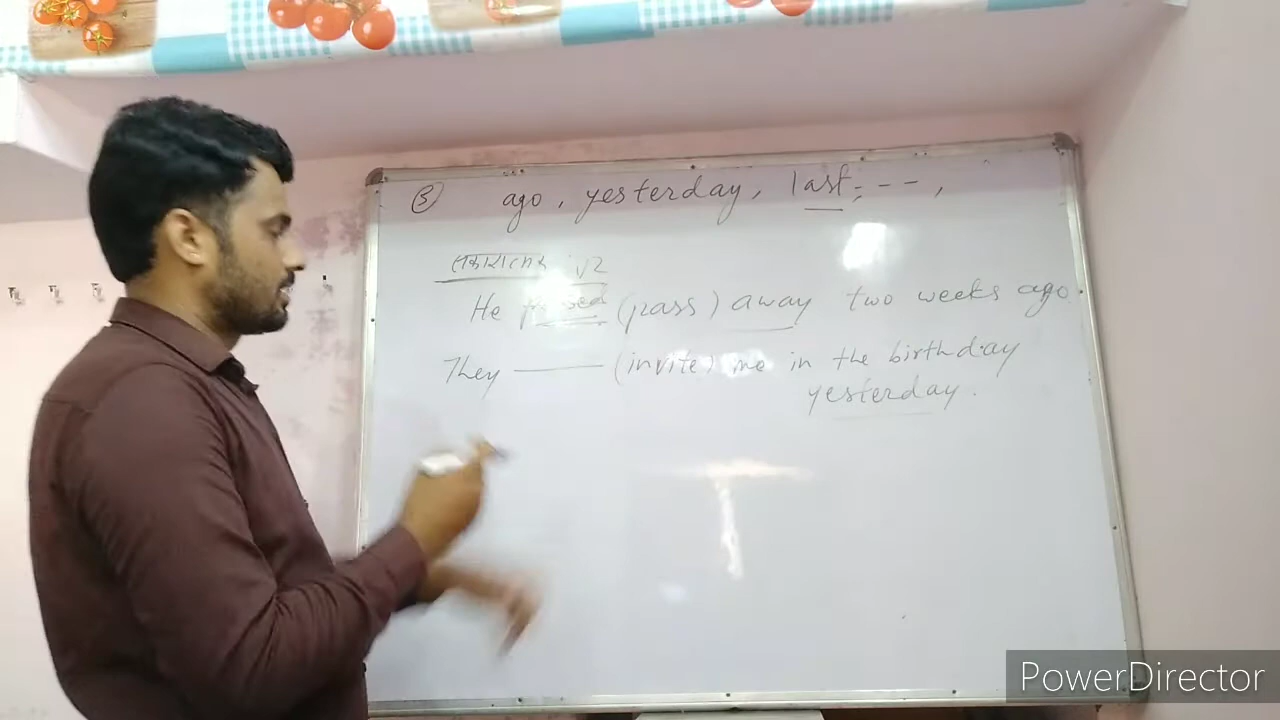 ③ ago, yesterday, last, ---,
V2
He passed (pass) away two weeks ago
They ——— (invite) me in the birthday
yesterday.
PowerDirector